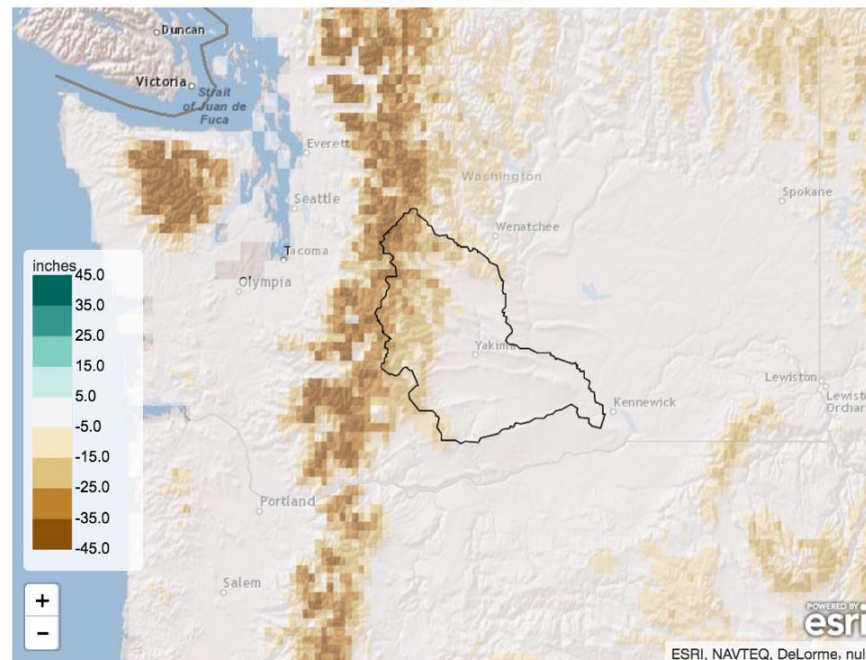 Duncan
Victoria
Strait
of Juan de
Fuca
Everett
Washington
Spokane
Seattle
Wenatchee
Tacoma
Olympia
inches
45.0
35.0
25.0
15.0
5.0
-5.0
-15.0
-25.0
-35.0
-45.0
Yakima
Lewiston
Lewist
Orchar
Kennewick
Portland
Salem
+
−
POWERED BY
esri
ESRI, NAVTEQ, DeLorme, nul